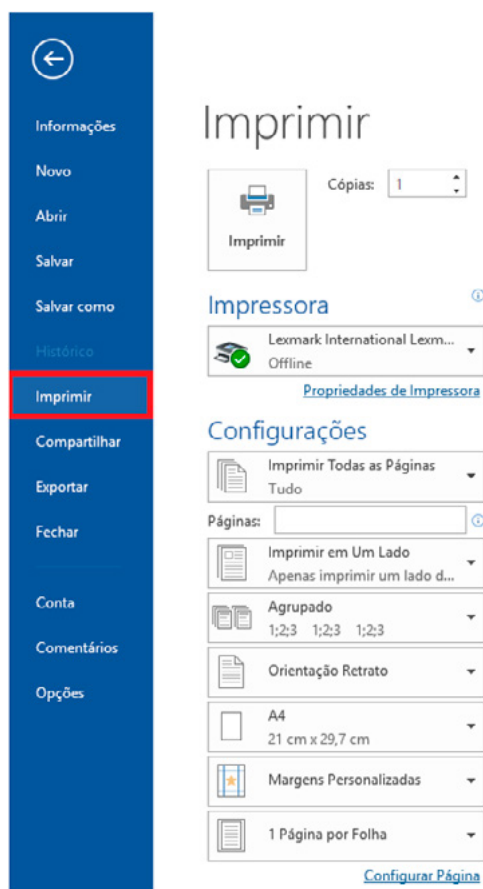 Informações
Novo
Abrir
Salvar
Salvar como
Histórico
Imprimir
Compartilhar
Exportar
Fechar
Conta
Comentários
Opções
Imprimir
Imprimir
Cópias: 1
Impressora
Lexmark International Lexm...
Offline
Propriedades de Impressora
Configurações
Imprimir Todas as Páginas
Tudo
Páginas:
Imprimir em Um Lado
Apenas imprimir um lado d...
Agrupado
1;2;3 1;2;3 1;2;3
Orientação Retrato
A4
21 cm x 29,7 cm
Margens Personalizadas
1 Página por Folha
Configurar Página